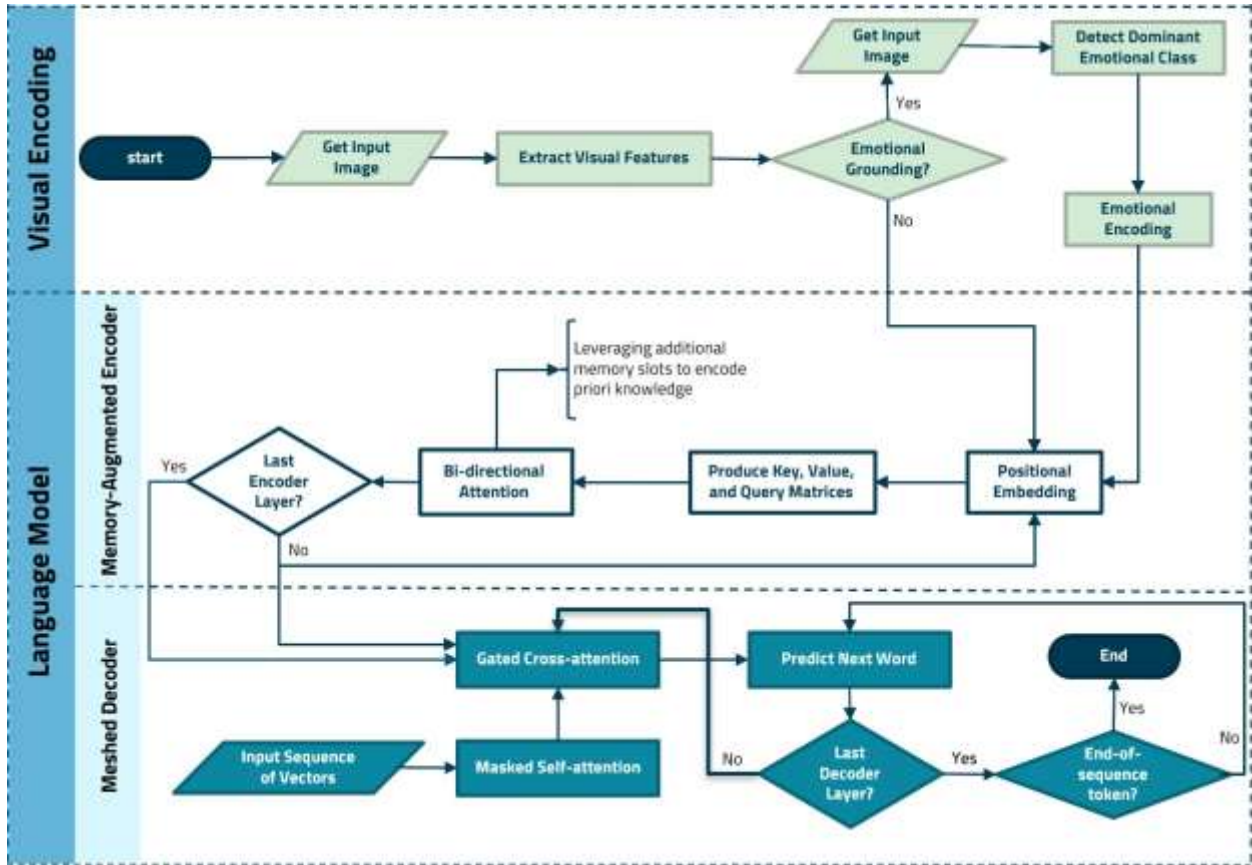 Visual Encoding
start
Get Input
Image
Extract Visual Features
Emotional
Grounding?
Yes
No
Get Input
Image
Detect Dominant
Emotional Class
Emotional
Encoding
Language Model
Memory-Augmented Encoder
Leveraging additional
memory slots to encode
priori knowledge
Positional
Embedding
Produce Key, Value,
and Query Matrices
Bi-directional
Attention
Last
Encoder
Layer?
Yes
No
Meshed Decoder
Gated Cross-attention
Predict Next Word
End
Input Sequence
of Vectors
Masked Self-attention
Last
Decoder
Layer?
No
Yes
End-of-
sequence
token?
Yes
No